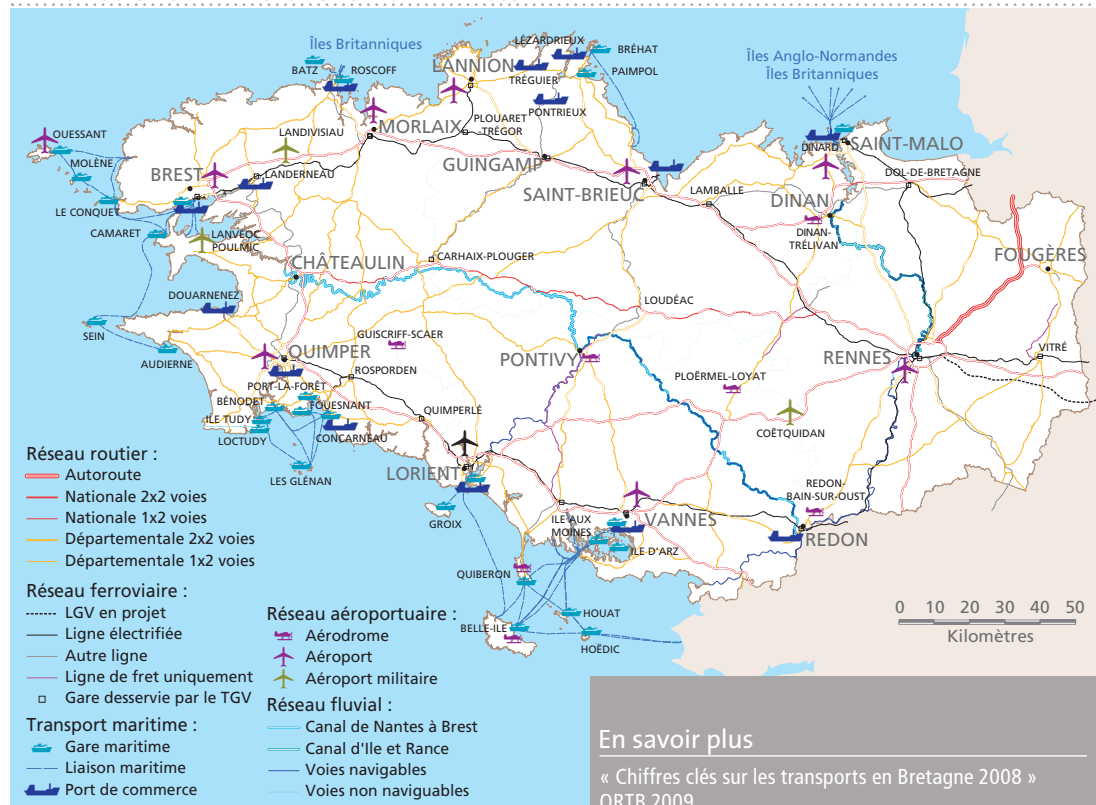 Îles Britanniques
BATZ
ROSCOFF
LÉZARDRIEUX
BRÉHAT
LANNION
TRÉGUIER
PAIMPOL
Îles Anglo-Normandes
Îles Britanniques
PONTRIEUX
OUESSANT
LANDIVISIAU
MORLAIX
PLOUARET
-TRÉGOR
MOLÈNE
GUINGAMP
DINARD
SAINT-MALO
BREST
LANDERNEAU
SAINT-BRIEUC
LAMBALLE
DOL-DE-BRETAGNE
DINAN
LE CONQUET
CAMARET
LANVEOC
POULMIC
DINAN-
TRÉLIVAN
CHÂTEAULIN
CARHAIX-PLOUGER
FOUGÈRES
DOUARNENEZ
LOUDÉAC
SEIN
GUISCRIFF-SCAER
AUDIERNE
QUIMPER
PONTIVY
RENNES
VITRÉ
ROSPORDEN
PLOËRMEL-LOYAT
PORT-LA-FORÊT
BÉNODET
FOUESNANT
QUIMPERLÉ
ILE TUDY
LOCTUDY
CONCARNEAU
COËTQUIDAN
LES GLÉNAN
LORIENT
GROIX
REDON-
BAIN-SUR-OUST
ILE AUX
MOINES
VANNES
ILE D'ARZ
REDON
QUIBERON
HOUAT
BELLE-ILE
HOËDIC
0 10 20 30 40 50
Kilomètres
Réseau routier :
Autoroute
Nationale 2x2 voies
Nationale 1x2 voies
Départementale 2x2 voies
Départementale 1x2 voies
Réseau ferroviaire :
LGV en projet
Ligne électrifiée
Autre ligne
Ligne de fret uniquement
Gare desservie par le TGV
Transport maritime :
Gare maritime
Liaison maritime
Port de commerce
Réseau aéroportuaire :
Aérodrome
Aéroport
Aéroport militaire
Réseau fluvial :
Canal de Nantes à Brest
Canal d'Ile et Rance
Voies navigables
Voies non naviguables
En savoir plus
« Chiffres clés sur les transports en Bretagne 2008 »
ORTB 2009